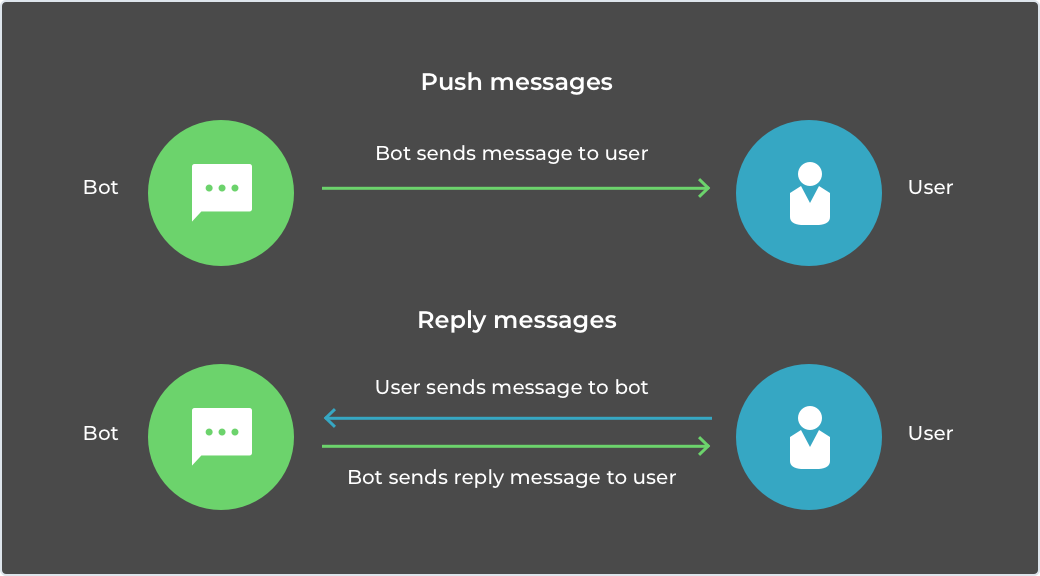 Push messages
Bot sends message to user
Bot
User
Reply messages
User sends message to bot
Bot
User
Bot sends reply message to user